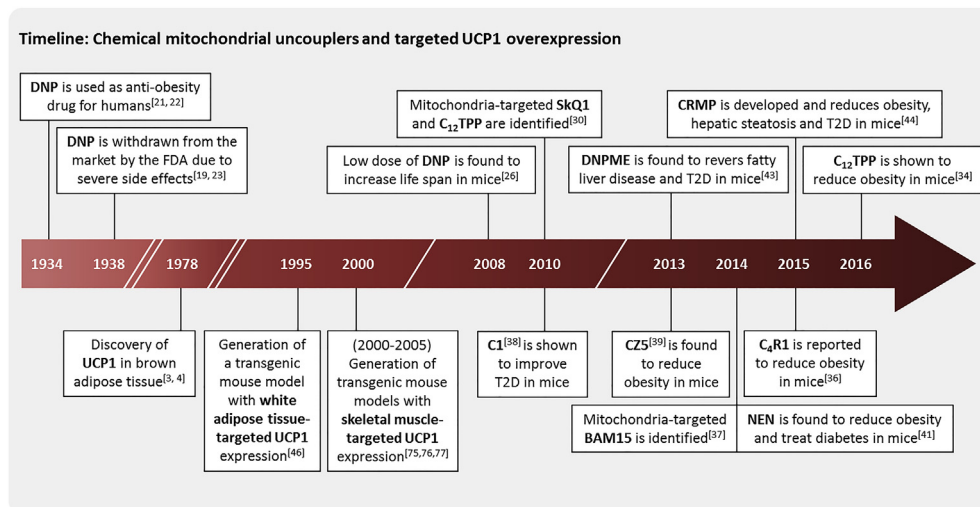 Timeline: Chemical mitochondrial uncouplers and targeted UCP1 overexpression
DNP is used as anti-obesity
drug for humans[21, 22]
DNP is withdrawn from the
market by the FDA due to
severe side effects[19, 23]
Mitochondria-targeted SkQ1
and C12TPP are identified[30]
Low dose of DNP is found to
increase life span in mice[26]
CRMP is developed and reduces obesity,
hepatic steatosis and T2D in mice[44]
DNPME is found to revers fatty
liver disease and T2D in mice[43]
C12TPP is shown to
reduce obesity in mice[34]
1934 1938 1978 1995 2000 2008 2010 2013 2014 2015 2016
Discovery of
UCP1 in brown
adipose tissue[3, 4]
Generation of
a transgenic
mouse model
with white
adipose tissue-
targeted UCP1
expression[46]
(2000-2005)
Generation of
transgenic mouse
models with
skeletal muscle-
targeted UCP1
expression[75,76,77]
C1[38] is shown
to improve
T2D in mice
CZ5[39] is found
to reduce
obesity in mice
C4R1 is reported
to reduce obesity
in mice[36]
Mitochondria-targeted
BAM15 is identified[37]
NEN is found to reduce obesity
and treat diabetes in mice[41]